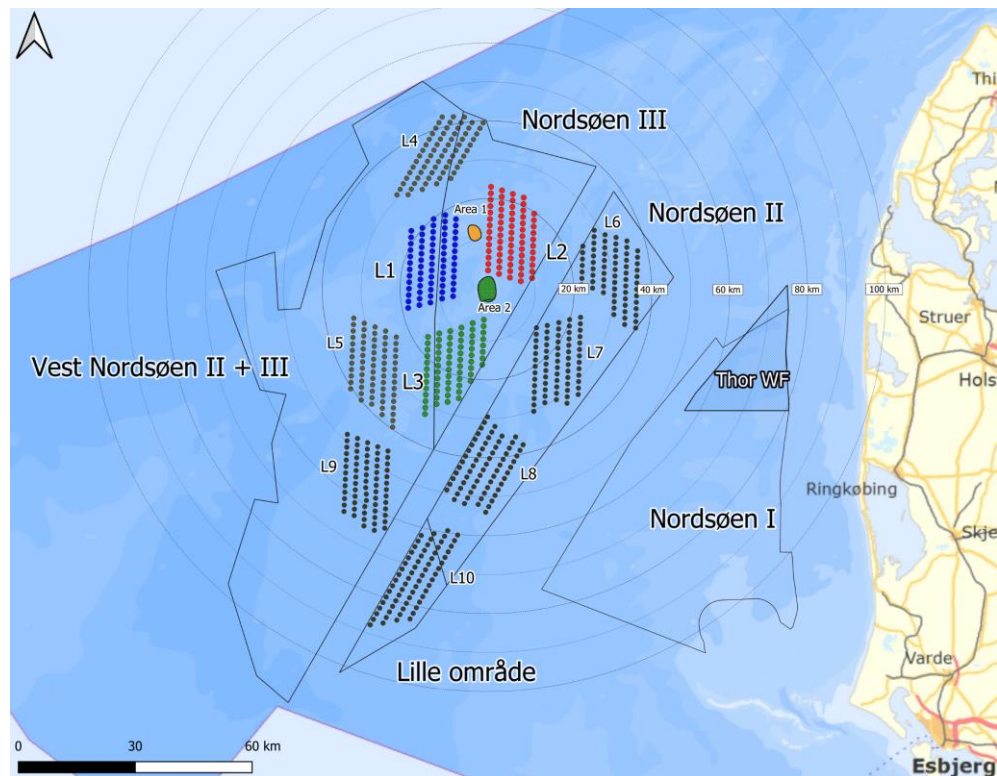 Thi
Nordsøen III
L4
Area 1
L6
Nordsøen II
L1
L2
20 km
40 km
60 km
80 km
100 km
Area 2
Struer
L5
L7
Vest Nordsøen II + III
L3
Thor WF
Hols
L9
L8
Ringkøbing
Nordsøen I
Skje
L10
Varde
Lille område
0
30
60 km
Esbjerg